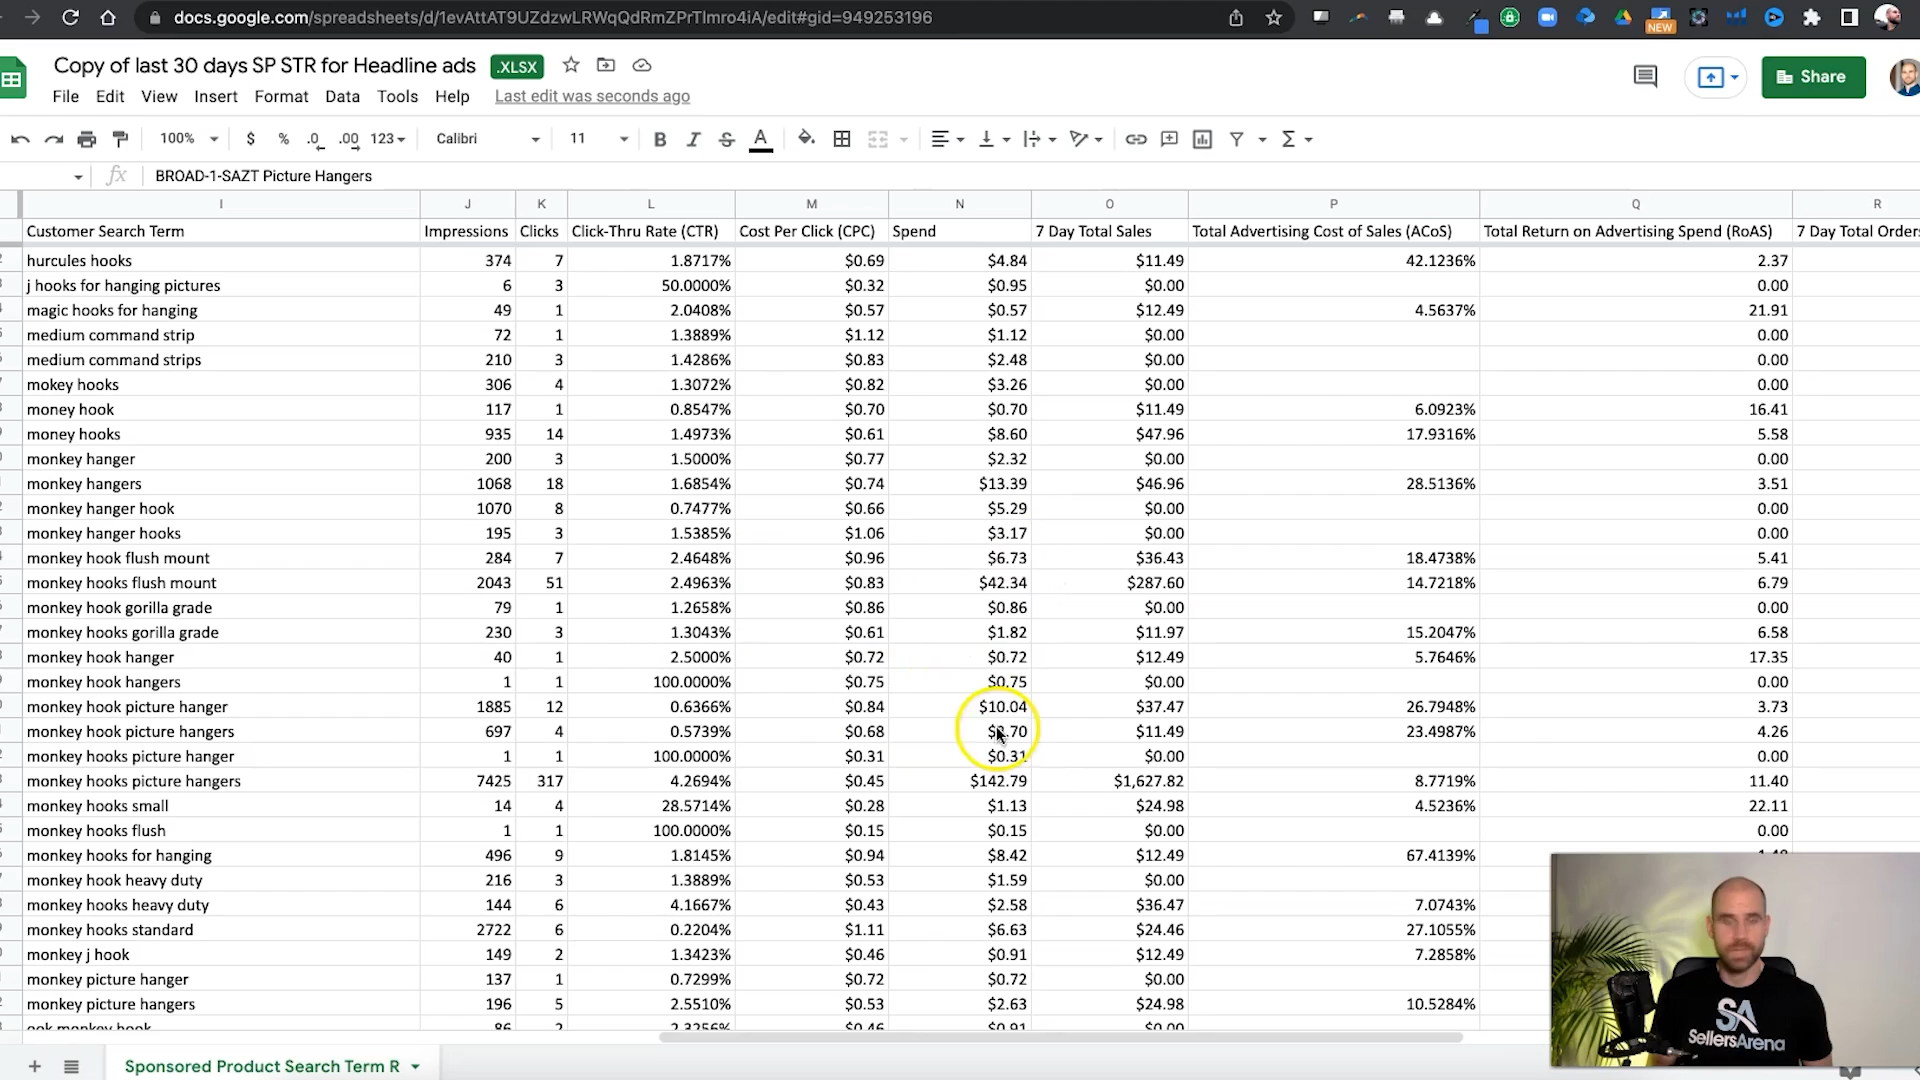 docs.google.com/spreadsheets/d/1evAttAT9UZdzwLRWqQdRmZPrTlmro4iA/edit#gid=949253196
NEW
Copy of last 30 days SP STR for Headline ads .XLSX
Share
File Edit View Insert Format Data Tools Help Last edit was seconds ago
100% $ % .0 .00 123 Calibri 11 B I S A
fx BROAD-1-SAZT Picture Hangers
I J K L M N O P Q R
Customer Search Term Impressions Clicks Click-Thru Rate (CTR) Cost Per Click (CPC) Spend 7 Day Total Sales Total Advertising Cost of Sales (ACoS) Total Return on Advertising Spend (RoAS) 7 Day Total Orders
hurcules hooks 374 7 1.8717% $0.69 $4.84 $11.49 42.1236% 2.37
j hooks for hanging pictures 6 3 50.0000% $0.32 $0.95 $0.00 0.00
magic hooks for hanging 49 1 2.0408% $0.57 $0.57 $12.49 4.5637% 21.91
medium command strip 72 1 1.3889% $1.12 $1.12 $0.00 0.00
medium command strips 210 3 1.4286% $0.83 $2.48 $0.00 0.00
mokey hooks 306 4 1.3072% $0.82 $3.26 $0.00 0.00
money hook 117 1 0.8547% $0.70 $0.70 $11.49 6.0923% 16.41
money hooks 935 14 1.4973% $0.61 $8.60 $47.96 17.9316% 5.58
monkey hanger 200 3 1.5000% $0.77 $2.32 $0.00 0.00
monkey hangers 1068 18 1.6854% $0.74 $13.39 $46.96 28.5136% 3.51
monkey hanger hook 1070 8 0.7477% $0.66 $5.29 $0.00 0.00
monkey hanger hooks 195 3 1.5385% $1.06 $3.17 $0.00 0.00
monkey hook flush mount 284 7 2.4648% $0.96 $6.73 $36.43 18.4738% 5.41
monkey hooks flush mount 2043 51 2.4963% $0.83 $42.34 $287.60 14.7218% 6.79
monkey hook gorilla grade 79 1 1.2658% $0.86 $0.86 $0.00 0.00
monkey hooks gorilla grade 230 3 1.3043% $0.61 $1.82 $11.97 15.2047% 6.58
monkey hook hanger 40 1 2.5000% $0.72 $0.72 $12.49 5.7646% 17.35
monkey hook hangers 1 1 100.0000% $0.75 $0.75 $0.00 0.00
monkey hook picture hanger 1885 12 0.6366% $0.84 $10.04 $37.47 26.7948% 3.73
monkey hook picture hangers 697 4 0.5739% $0.68 $11.49 23.4987% 4.26
monkey hooks picture hanger 1 1 100.0000% $0.31 $0.31 $0.00 0.00
monkey hooks picture hangers 7425 317 4.2694% $0.45 $142.79 $1,627.82 8.7719% 11.40
monkey hooks small 14 4 28.5714% $0.28 $1.13 $24.98 4.5236% 22.11
monkey hooks flush 1 1 100.0000% $0.15 $0.15 $0.00 0.00
monkey hooks for hanging 496 9 1.8145% $0.94 $8.42 $12.49 67.4139%
monkey hook heavy duty 216 3 1.3889% $0.53 $1.59 $0.00
monkey hooks heavy duty 144 6 4.1667% $0.43 $2.58 $36.47 7.0743%
monkey hooks standard 2722 6 0.2204% $1.11 $6.63 $24.46 27.1055%
monkey j hook 149 2 1.3423% $0.46 $0.91 $12.49 7.2858%
monkey picture hanger 137 1 0.7299% $0.72 $0.72 $0.00
monkey picture hangers 196 5 2.5510% $0.53 $2.63 $24.98 10.5284%
monkey hook 86 2 2.3256% $0.46 $0.91 $0.00
SA
SellersArena
Sponsored Product Search Term R